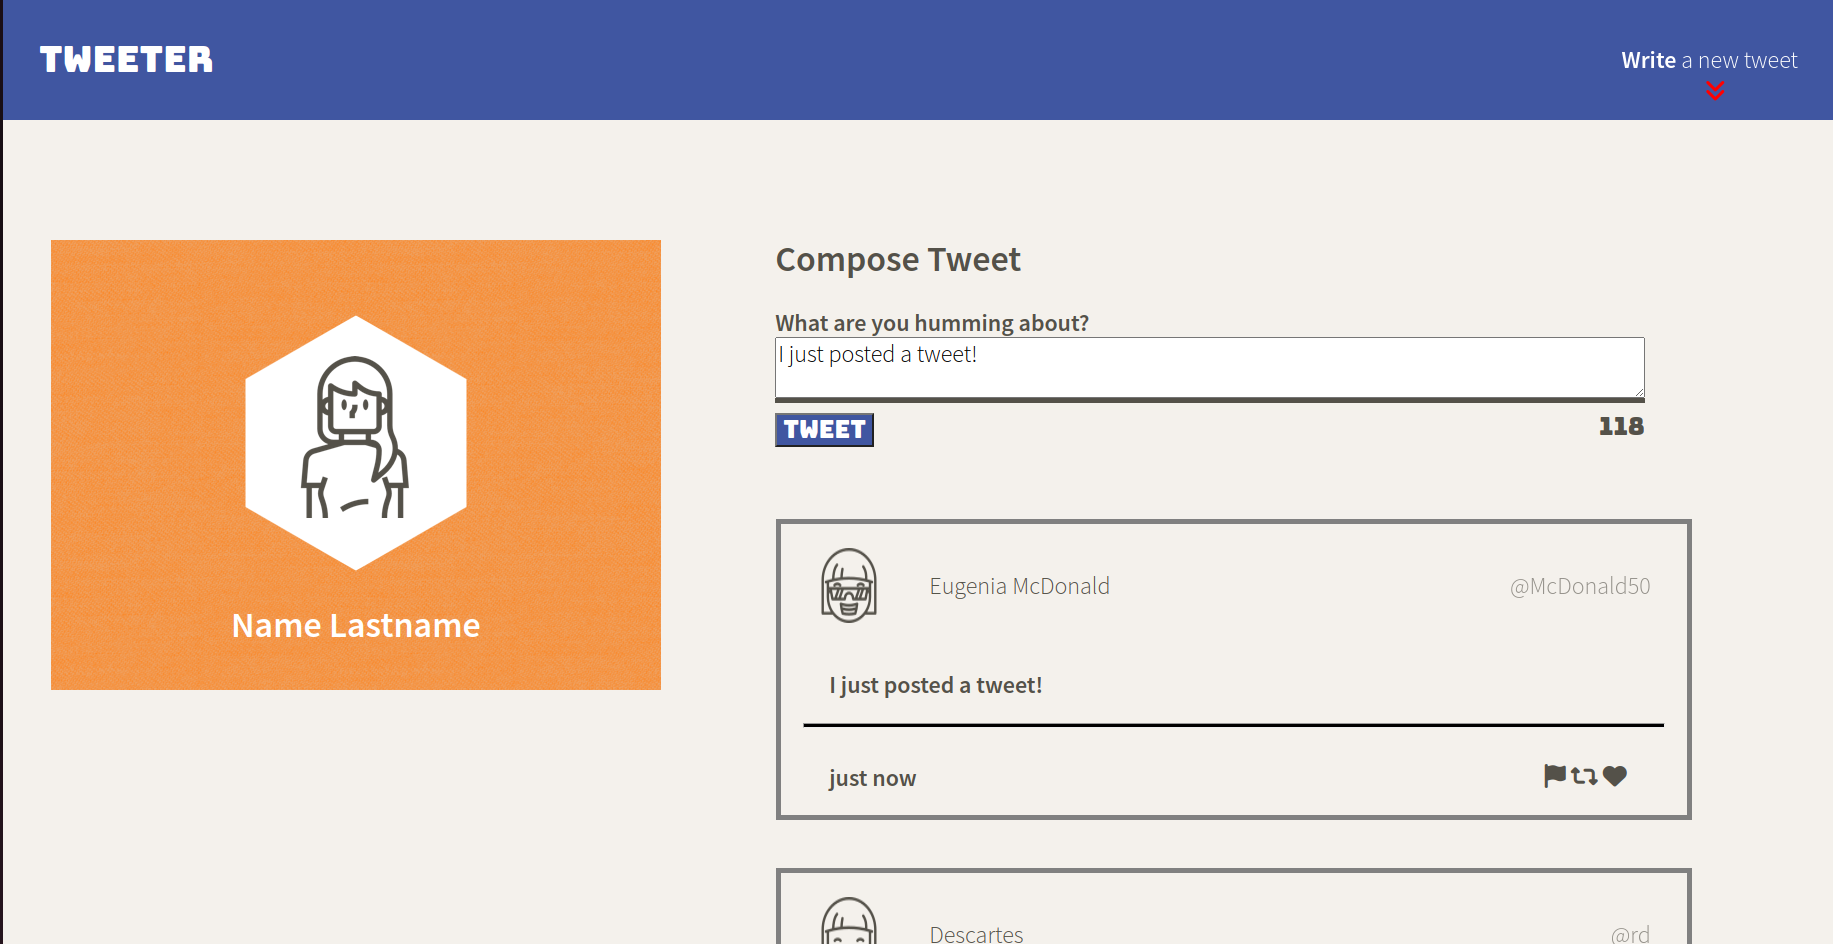 TWEETER
Write a new tweet
Name Lastname
Compose Tweet
What are you humming about?
I just posted a tweet!
TWEET
118
Eugenia McDonald
@McDonald50
I just posted a tweet!
just now
Descartes
@rd